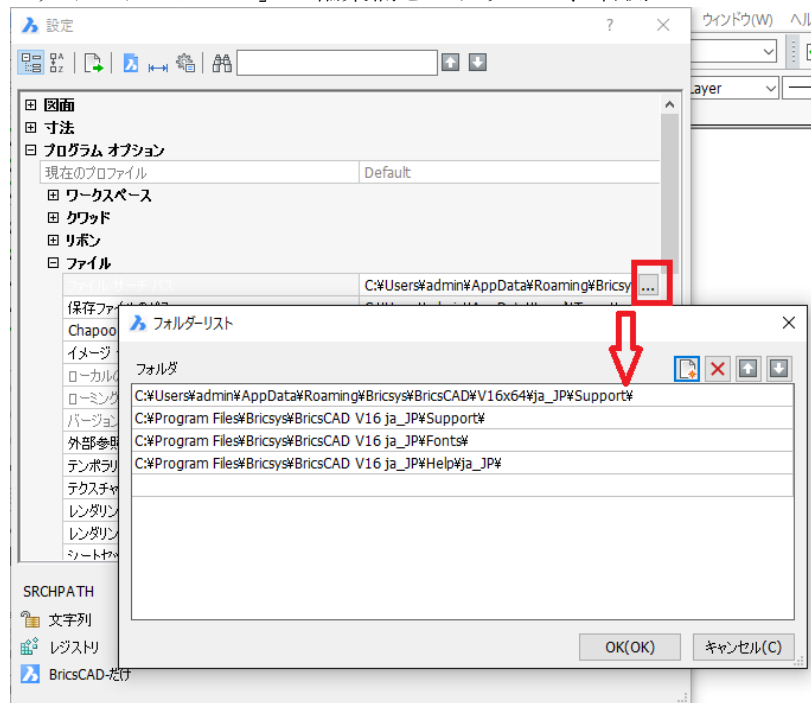 設定
ウィンドウ(W) ヘル
図面
寸法
プログラム オプション
現在のプロファイル Default
ワークスペース
クワッド
リボン
ファイル
C:¥Users¥admin¥AppData¥Roaming¥Bricsy ...
保存ファイル
Chapoo
イメージ
ローカルの
ローミング
バージョン
外部参照
テンポラリ
テクスチャ
レンダリン
レンダリン
シートセッ
ayer
フォルダーリスト
フォルダ
C:¥Users¥admin¥AppData¥Roaming¥Bricsys¥BricsCAD¥V16x64¥ja_JP¥Support¥
C:¥Program Files¥Bricsys¥BricsCAD V16 ja_JP¥Support¥
C:¥Program Files¥Bricsys¥BricsCAD V16 ja_JP¥Fonts¥
C:¥Program Files¥Bricsys¥BricsCAD V16 ja_JP¥Help¥ja_JP¥
OK(OK) キャンセル(C)
SRCHPATH
文字列
レジストリ
BricsCAD-だけ